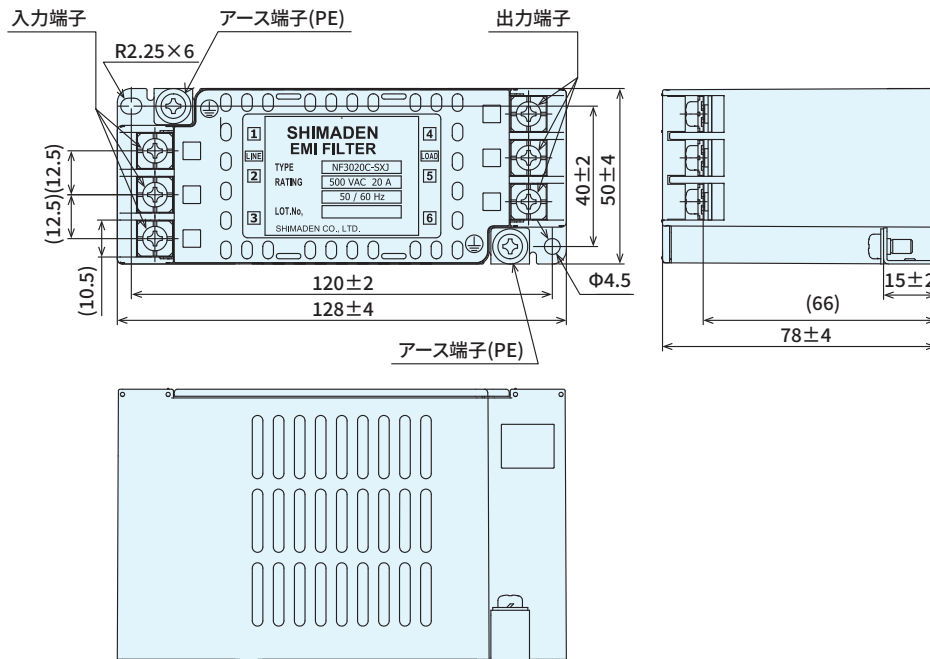 入力端子
アース端子(PE)
出力端子
R2.25×6
1
SHIMADEN
EMI FILTER
4
LINE
LOAD
TYPE NF3020C-SXJ
2
RATING 500 VAC 20 A
5
50 / 60 Hz
3
LOT.No,
6
SHIMADEN CO., LTD.
(12.5)
(12.5)
(10.5)
40±2
50±4
120±2
Φ4.5
128±4
アース端子(PE)
15±2
(66)
78±4